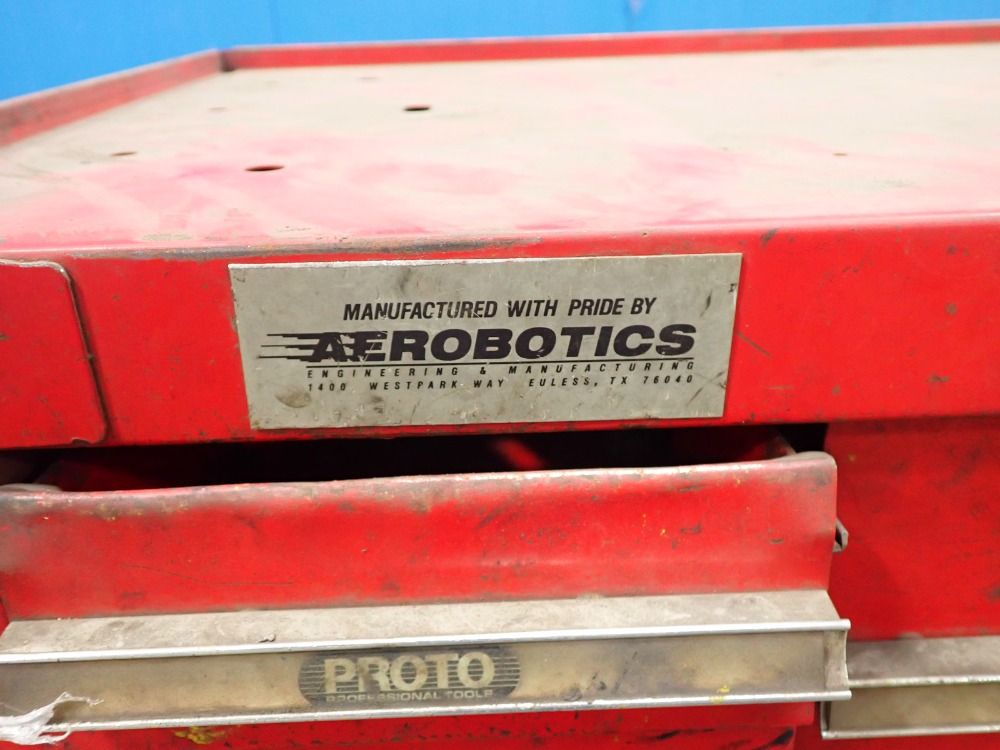 MANUFACTURED WITH PRIDE BY
AEROBOTICS
ENGINEERING & MANUFACTURING
1400 WESTPARK WAY EULESS, TX 76040
PROTO
PROFESSIONAL TOOLS